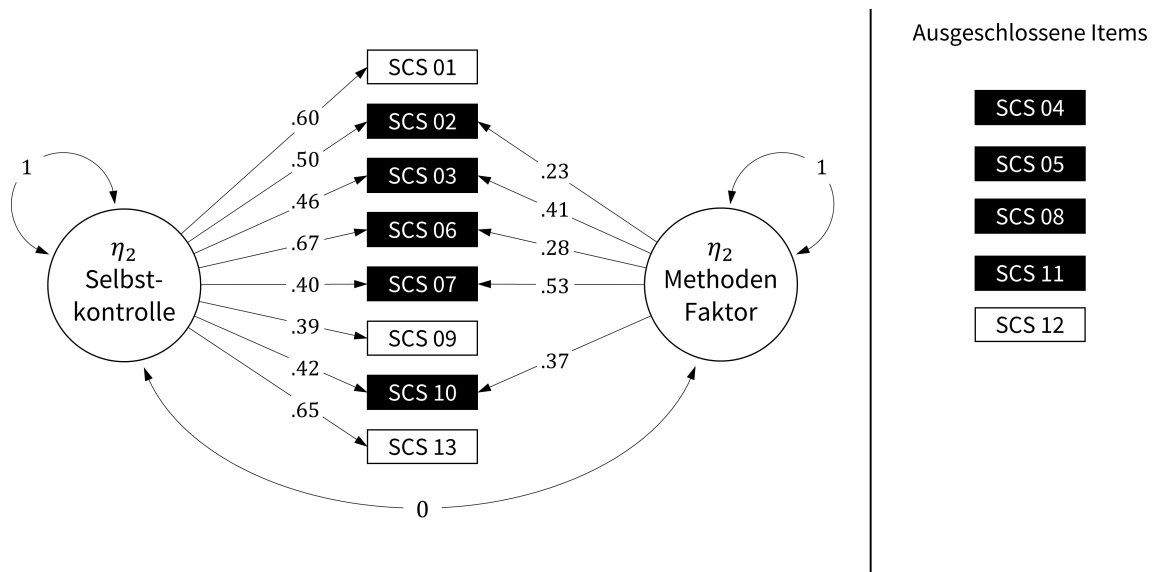 Ausgeschlossene Items
SCS 01
SCS 02
SCS 03
SCS 06
SCS 07
SCS 09
SCS 10
SCS 13
.60
.50
.46
.67
.40
.39
.42
.65
.23
.41
.28
.53
.37
1
η₂
Selbst-
kontrolle
1
η₂
Methoden
Faktor
0
SCS 04
SCS 05
SCS 08
SCS 11
SCS 12